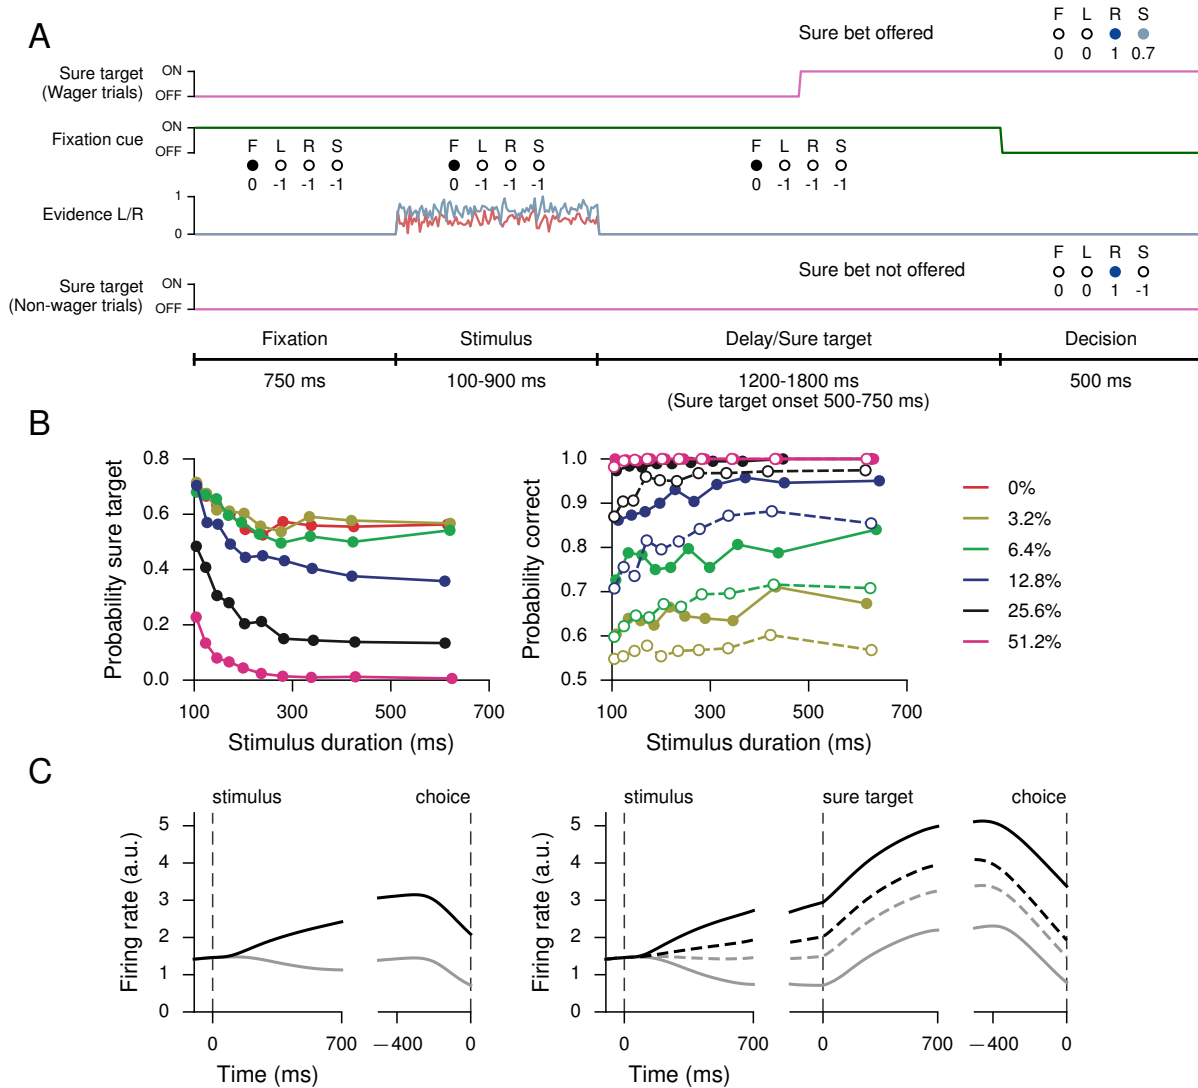 A
Sure bet offered
F L R S
0 0 1 0.7
Sure target
(Wager trials)
ON
OFF
Fixation cue
ON
OFF
F L R S
0 -1 -1 -1
F L R S
0 -1 -1 -1
F L R S
0 -1 -1 -1
Evidence L/R
1
0
Sure bet not offered
F L R S
0 0 1 -1
Sure target
(Non-wager trials)
ON
OFF
Fixation Stimulus Delay/Sure target Decision
750 ms 100-900 ms 1200-1800 ms 500 ms
(Sure target onset 500-750 ms)
B
Probability sure target
0.8
0.6
0.4
0.2
0.0
100 300 500 700
Stimulus duration (ms)
Probability correct
1.0
0.9
0.8
0.7
0.6
0.5
100 300 500 700
Stimulus duration (ms)
0%
3.2%
6.4%
12.8%
25.6%
51.2%
C
stimulus choice
Firing rate (a.u.)
5
4
3
2
1
0
0 700 −400 0
Time (ms)
stimulus sure target choice
Firing rate (a.u.)
5
4
3
2
1
0
0 700 0 700 −400 0
Time (ms)